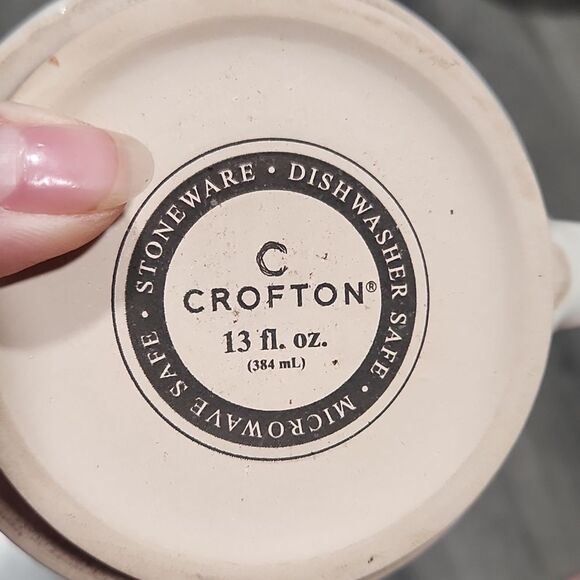 STONEWARE • DISHWASHER SAFE • MICROWAVE SAFE •
C
CROFTON®
13 fl. oz.
(384 mL)